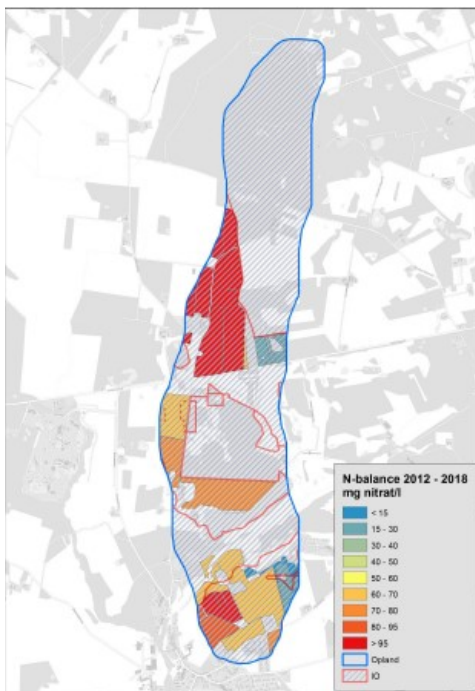 N-balance 2012 - 2018
mg nitrat/l
< 15
15 - 30
30 - 40
40 - 50
50 - 60
60 - 70
70 - 80
80 - 95
> 95
Opland
IO